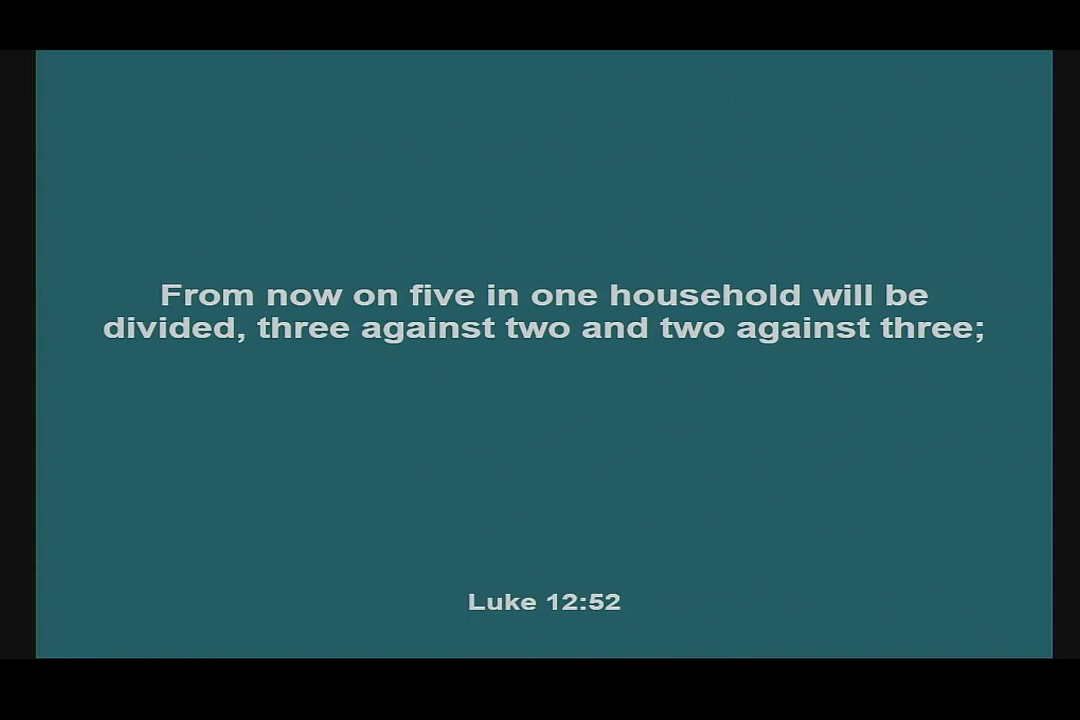 From now on five in one household will be
divided, three against two and two against three;
Luke 12:52